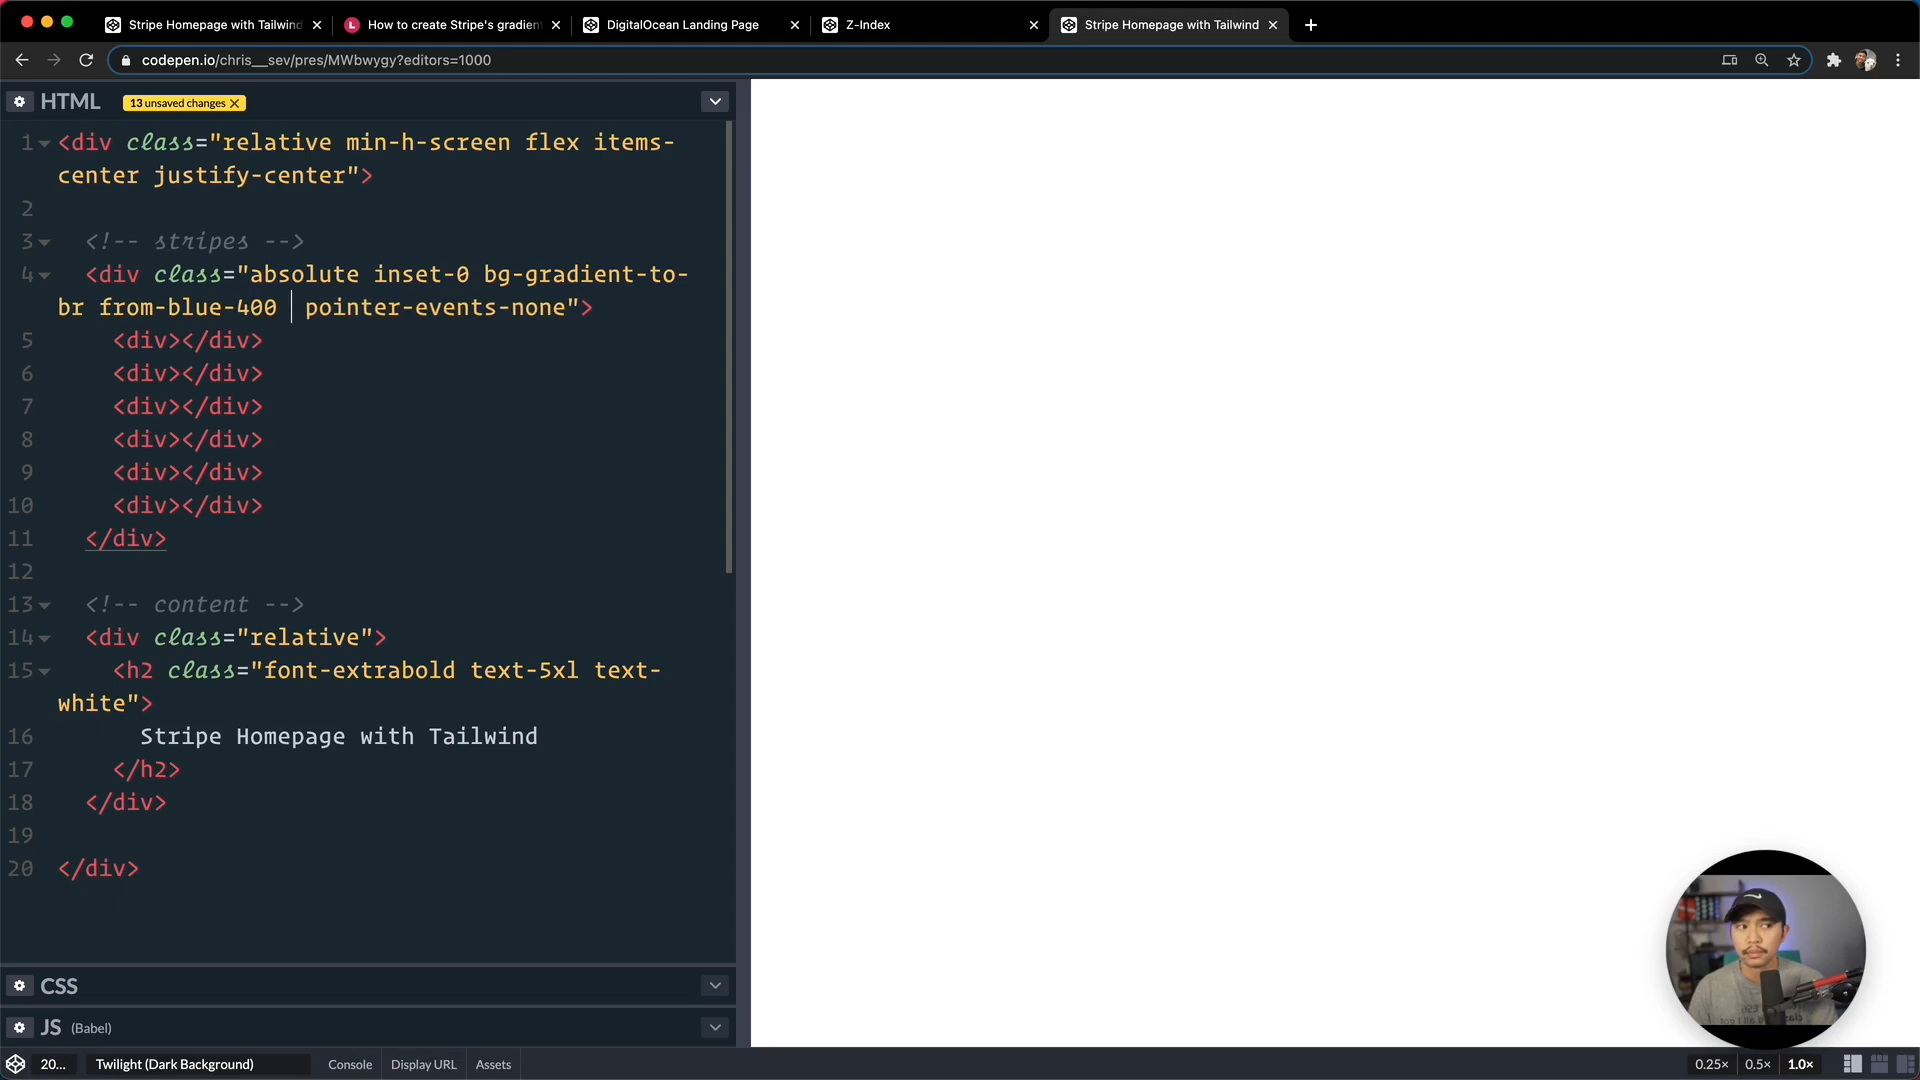 Stripe Homepage with Tailwind
How to create Stripe's gradien
DigitalOcean Landing Page
Z-Index
Stripe Homepage with Tailwind
codepen.io/chris__sev/pres/MWbwygy?editors=1000
HTML
13 unsaved changes
1 <div class="relative min-h-screen flex items-
center justify-center">
2
3 <!-- stripes -->
4 <div class="absolute inset-0 bg-gradient-to-
br from-blue-400  pointer-events-none">
5 <div></div>
6 <div></div>
7 <div></div>
8 <div></div>
9 <div></div>
10 <div></div>
11 </div>
12
13 <!-- content -->
14 <div class="relative">
15 <h2 class="font-extrabold text-5xl text-
white">
16 Stripe Homepage with Tailwind
17 </h2>
18 </div>
19
20 </div>
CSS
JS (Babel)
20...
Twilight (Dark Background)
Console
Display URL
Assets
0.25×
0.5×
1.0×